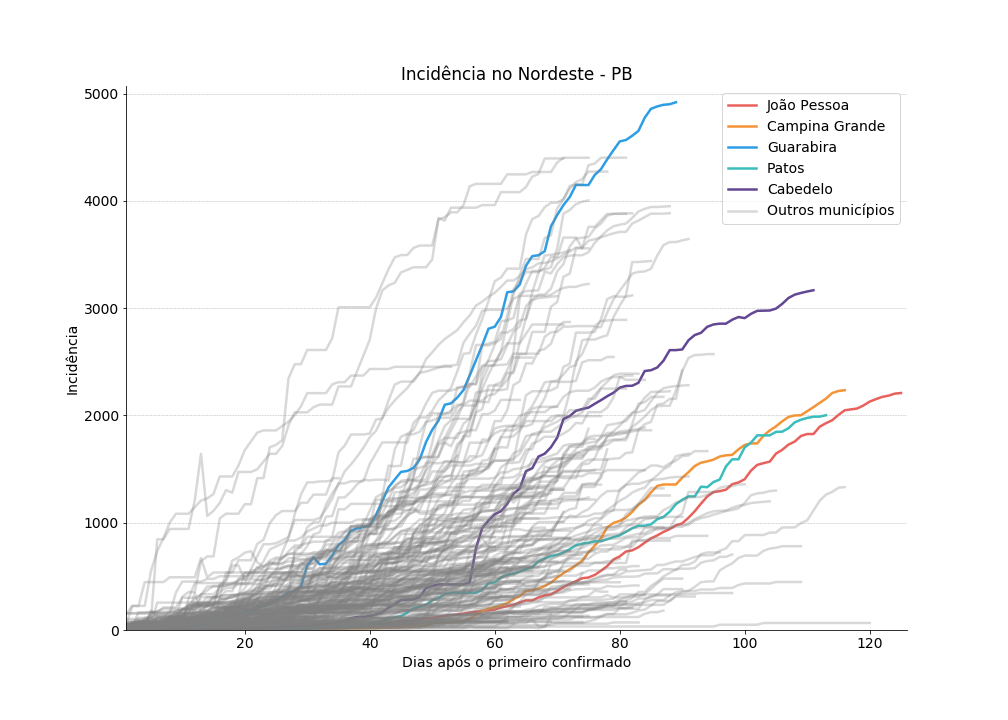 Incidência no Nordeste - PB
João Pessoa
Campina Grande
Guarabira
Patos
Cabedelo
Outros municípios
5000
4000
3000
2000
1000
0
Incidência
20
40
60
80
100
120
Dias após o primeiro confirmado